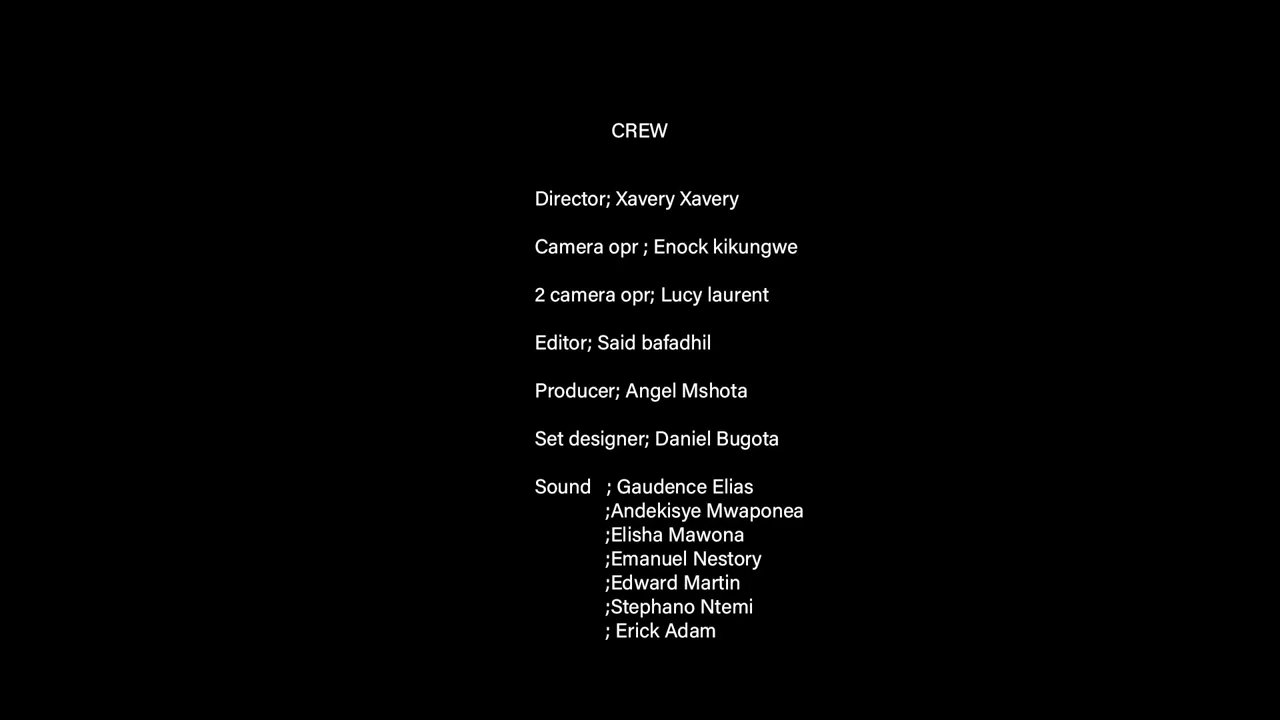 CREW
Director; Xavery Xavery
Camera opr ; Enock kikungwe
2 camera opr; Lucy laurent
Editor; Said bafadhil
Producer; Angel Mshota
Set designer; Daniel Bugota
Sound ; Gaudence Elias
;Andekisye Mwaponea
;Elisha Mawona
;Emanuel Nestory
;Edward Martin
;Stephano Ntemi
; Erick Adam